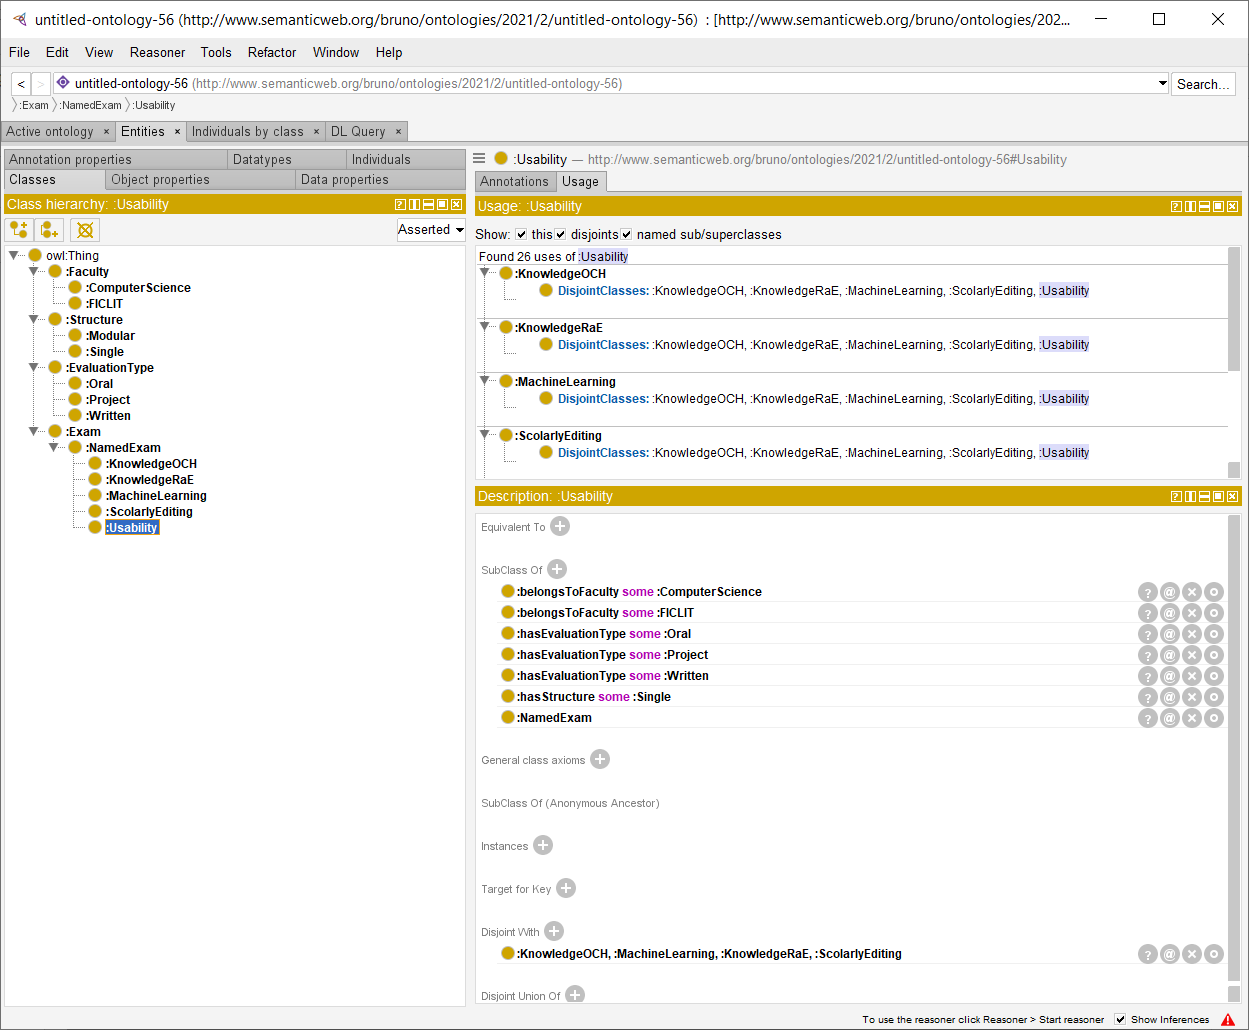 untitled-ontology-56 (http://www.semanticweb.org/bruno/ontologies/2021/2/untitled-ontology-56) : [http://www.semanticweb.org/bruno/ontologies/202...
File Edit View Reasoner Tools Refactor Window Help
< > untitled-ontology-56 (http://www.semanticweb.org/bruno/ontologies/2021/2/untitled-ontology-56) Search...
:Exam :NamedExam :Usability
Active ontology × Entities × Individuals by class × DL Query ×
Annotation properties Datatypes Individuals
Classes Object properties Data properties
Class hierarchy: :Usability
Asserted
owl:Thing
:Faculty
:ComputerScience
:FICLIT
:Structure
:Modular
:Single
:EvaluationType
:Oral
:Project
:Written
:Exam
:NamedExam
:KnowledgeOCH
:KnowledgeRaE
:MachineLearning
:ScolarlyEditing
:Usability
:Usability — http://www.semanticweb.org/bruno/ontologies/2021/2/untitled-ontology-56#Usability
Annotations Usage
Usage: :Usability
Show: this disjoints named sub/superclasses
Found 26 uses of :Usability
:KnowledgeOCH
DisjointClasses: :KnowledgeOCH, :KnowledgeRaE, :MachineLearning, :ScolarlyEditing, :Usability
:KnowledgeRaE
DisjointClasses: :KnowledgeOCH, :KnowledgeRaE, :MachineLearning, :ScolarlyEditing, :Usability
:MachineLearning
DisjointClasses: :KnowledgeOCH, :KnowledgeRaE, :MachineLearning, :ScolarlyEditing, :Usability
:ScolarlyEditing
DisjointClasses: :KnowledgeOCH, :KnowledgeRaE, :MachineLearning, :ScolarlyEditing, :Usability
Description: :Usability
Equivalent To
SubClass Of
:belongsToFaculty some :ComputerScience
:belongsToFaculty some :FICLIT
:hasEvaluationType some :Oral
:hasEvaluationType some :Project
:hasEvaluationType some :Written
:hasStructure some :Single
:NamedExam
General class axioms
SubClass Of (Anonymous Ancestor)
Instances
Target for Key
Disjoint With
:KnowledgeOCH, :MachineLearning, :KnowledgeRaE, :ScolarlyEditing
Disjoint Union Of
To use the reasoner click Reasoner > Start reasoner Show Inferences